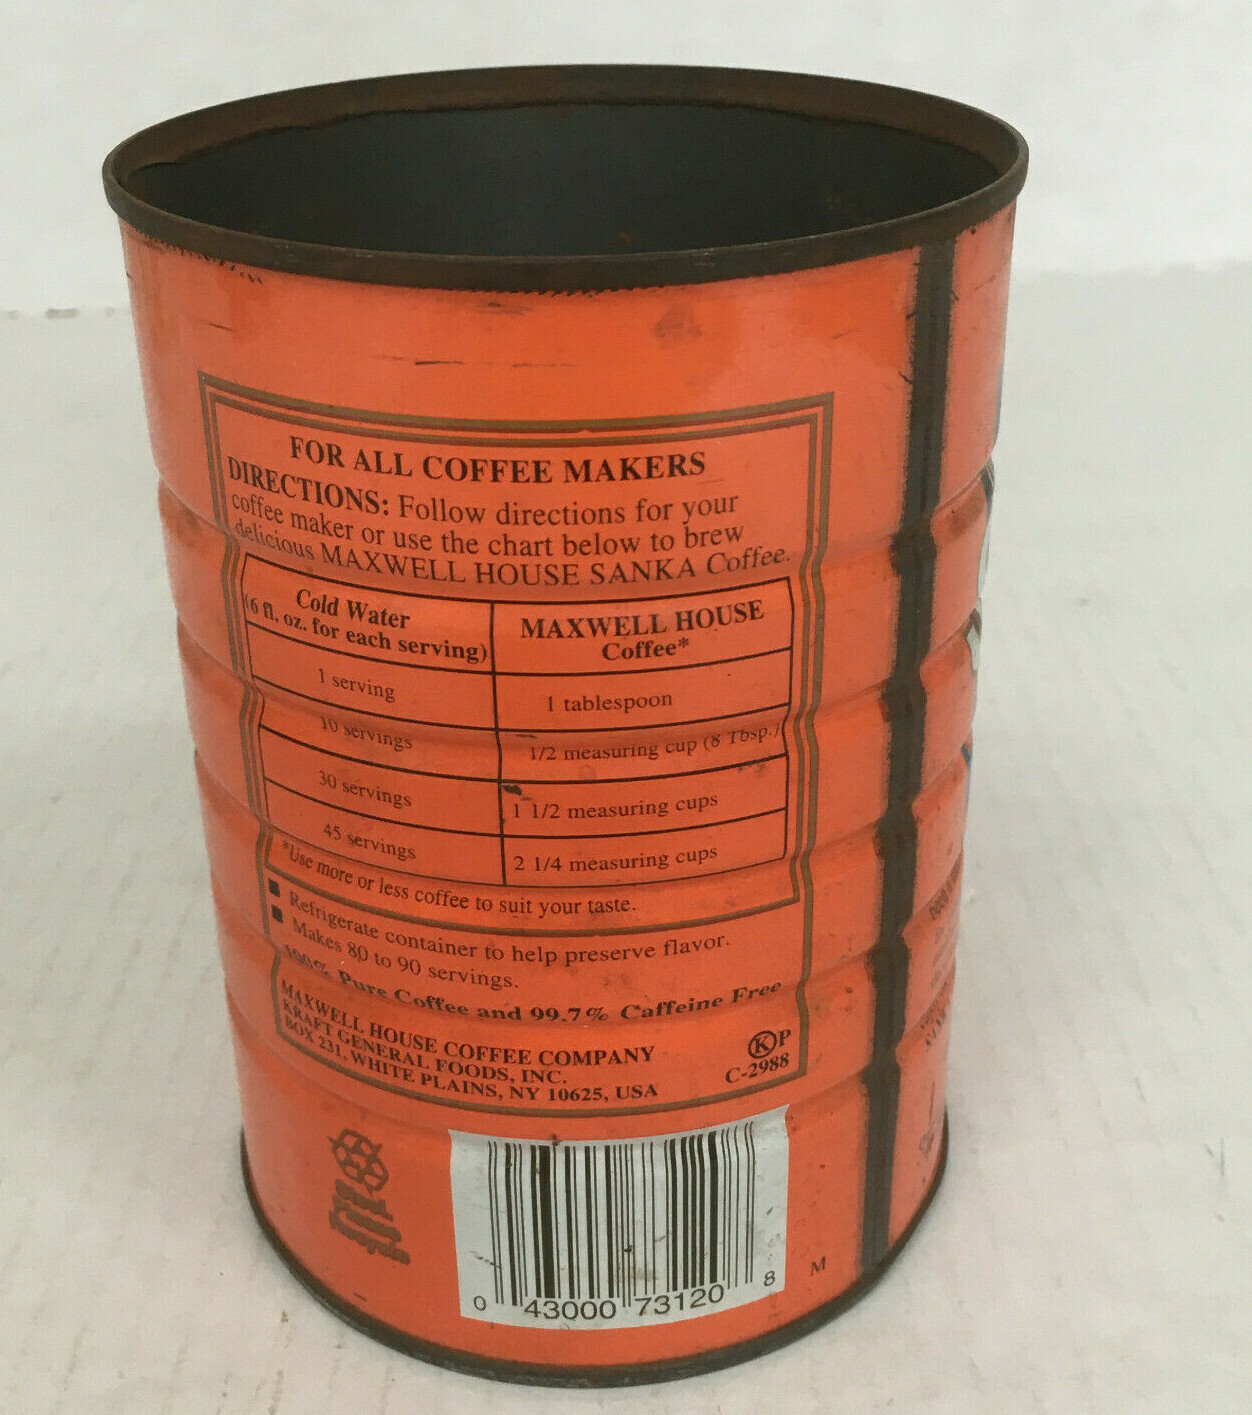 FOR ALL COFFEE MAKERS
DIRECTIONS: Follow directions for your
coffee maker or use the chart below to brew
delicious MAXWELL HOUSE SANKA Coffee.
Cold Water
(6 fl. oz. for each serving)
MAXWELL HOUSE
Coffee*
1 serving
1 tablespoon
10 servings
1/2 measuring cup (8 Tbsp.)
30 servings
1 1/2 measuring cups
45 servings
2 1/4 measuring cups
*Use more or less coffee to suit your taste.
■ Refrigerate container to help preserve flavor.
■ Makes 80 to 90 servings.
100% Pure Coffee and 99.7% Caffeine Free
MAXWELL HOUSE COFFEE COMPANY
KRAFT GENERAL FOODS, INC.
BOX 231, WHITE PLAINS, NY 10625, USA
K P
C-2988
Steel
Please
Recycle
0 43000 73120 8
M